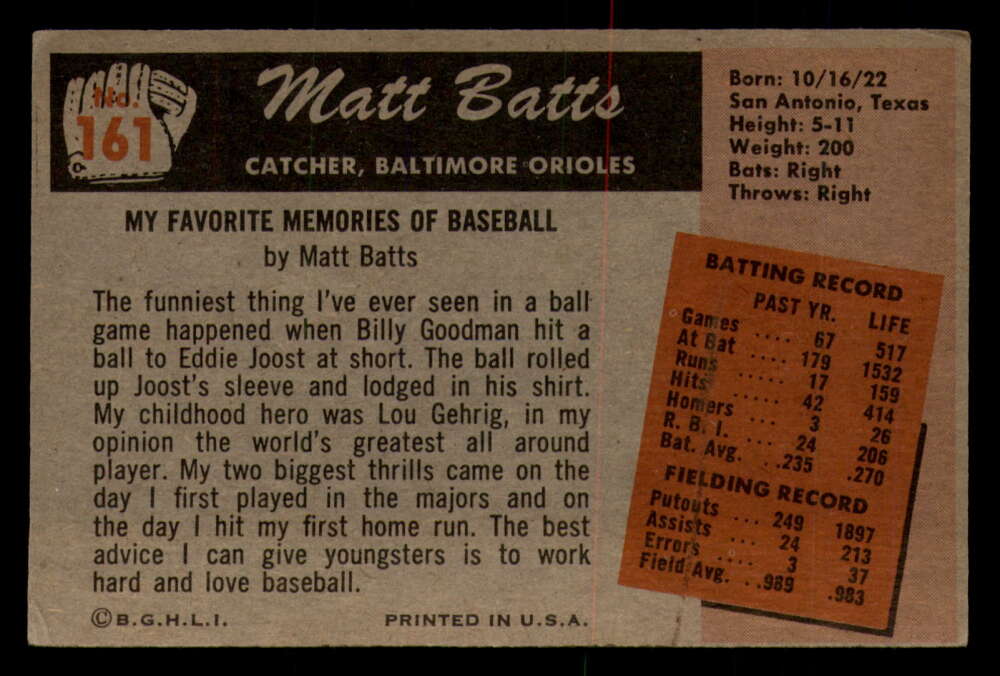 No.
161
Matt Batts
CATCHER, BALTIMORE ORIOLES
Born: 10/16/22
San Antonio, Texas
Height: 5-11
Weight: 200
Bats: Right
Throws: Right
MY FAVORITE MEMORIES OF BASEBALL
by Matt Batts
The funniest thing I've ever seen in a ball
game happened when Billy Goodman hit a
ball to Eddie Joost at short. The ball rolled
up Joost's sleeve and lodged in his shirt.
My childhood hero was Lou Gehrig, in my
opinion the world's greatest all around
player. My two biggest thrills came on the
day I first played in the majors and on
the day I hit my first home run. The best
advice I can give youngsters is to work
hard and love baseball.
BATTING RECORD
PAST YR. LIFE
Games .... 67 517
At Bat .... 179 1532
Runs ..... 17 159
Hits ..... 42 414
Homers ... 3 26
R. B. I. ... 24 206
Bat. Avg. . .235 .270
FIELDING RECORD
Putouts ... 249 1897
Assists ... 24 213
Errors .... 3 37
Field Avg. . .989 .983
©B.G.H.L.I. PRINTED IN U.S.A.